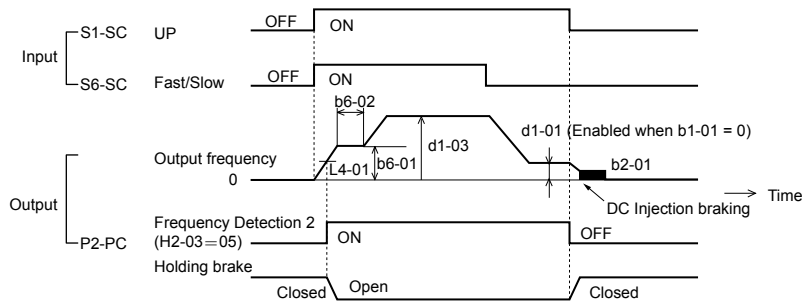 Input
S1-SC UP OFF ON
S6-SC Fast/Slow OFF ON
b6-02
d1-01 (Enabled when b1-01 = 0)
Output
Output frequency
0
L4-01
b6-01
d1-03
b2-01
Time
DC Injection braking
Frequency Detection 2
(H2-03=05)
P2-PC
ON
OFF
Holding brake
Closed
Open
Closed